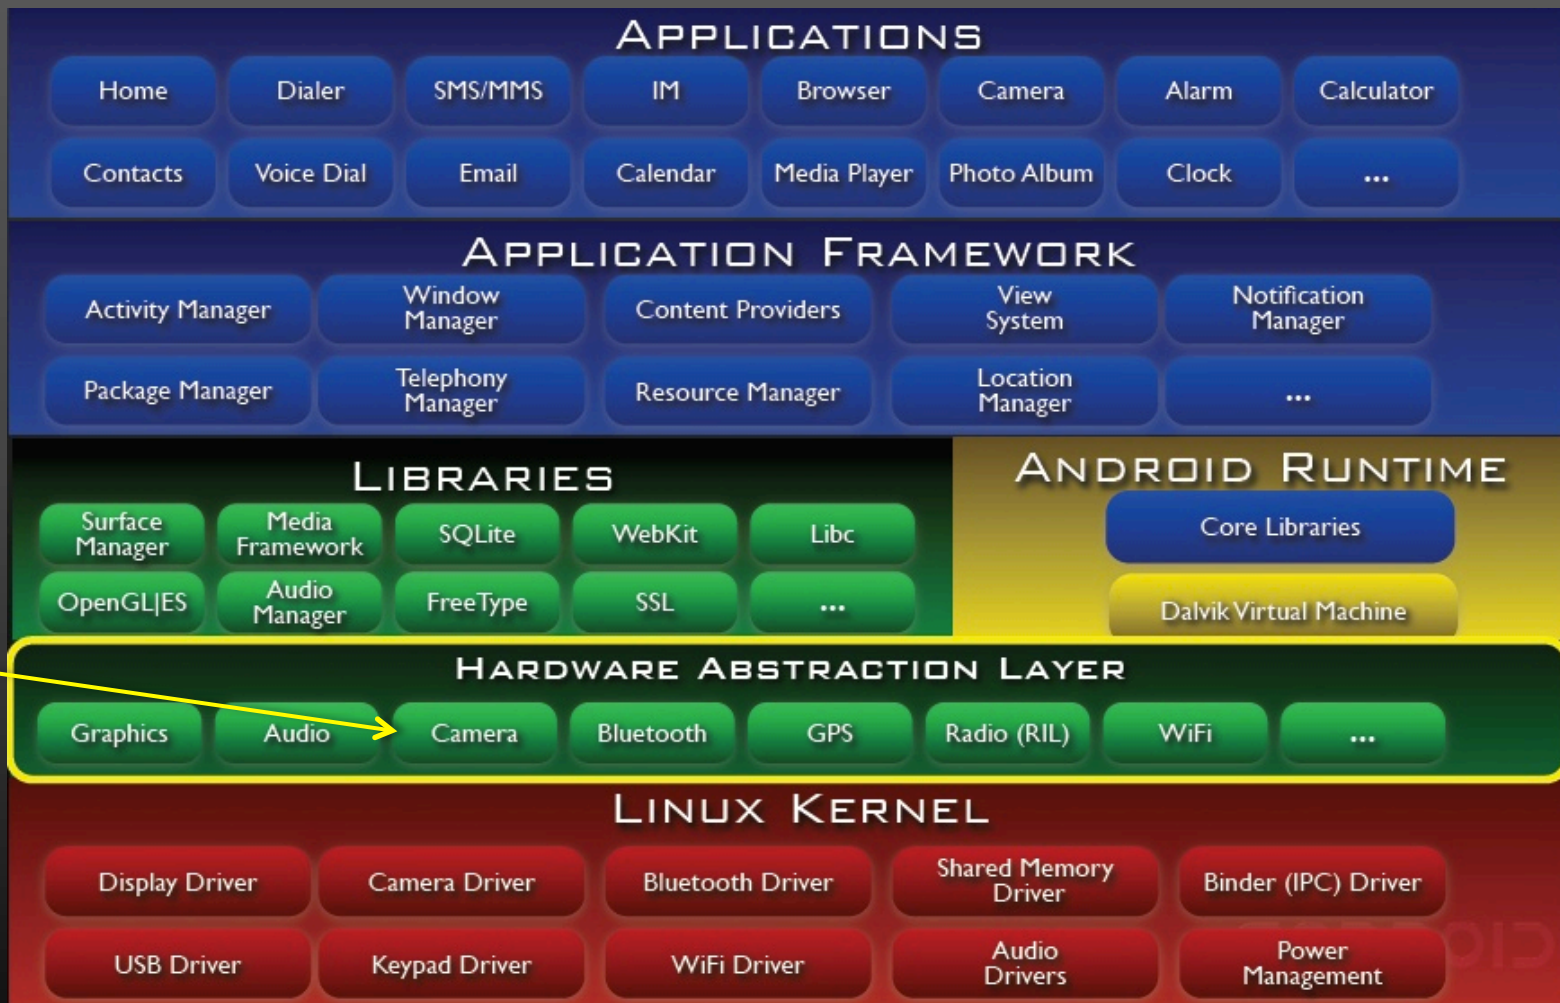 APPLICATIONS
Home Dialer SMS/MMS IM Browser Camera Alarm Calculator
Contacts Voice Dial Email Calendar Media Player Photo Album Clock ...
APPLICATION FRAMEWORK
Activity Manager
Window
Manager
Content Providers
View
System
Notification
Manager
Package Manager
Telephony
Manager
Resource Manager
Location
Manager
...
LIBRARIES
Surface
Manager
Media
Framework
SQLite
WebKit
Libc
OpenGL|ES
Audio
Manager
FreeType
SSL
...
ANDROID RUNTIME
Core Libraries
Dalvik Virtual Machine
HARDWARE ABSTRACTION LAYER
Graphics Audio Camera Bluetooth GPS Radio (RIL) WiFi ...
LINUX KERNEL
Display Driver
Camera Driver
Bluetooth Driver
Shared Memory
Driver
Binder (IPC) Driver
USB Driver
Keypad Driver
WiFi Driver
Audio
Drivers
Power
Management